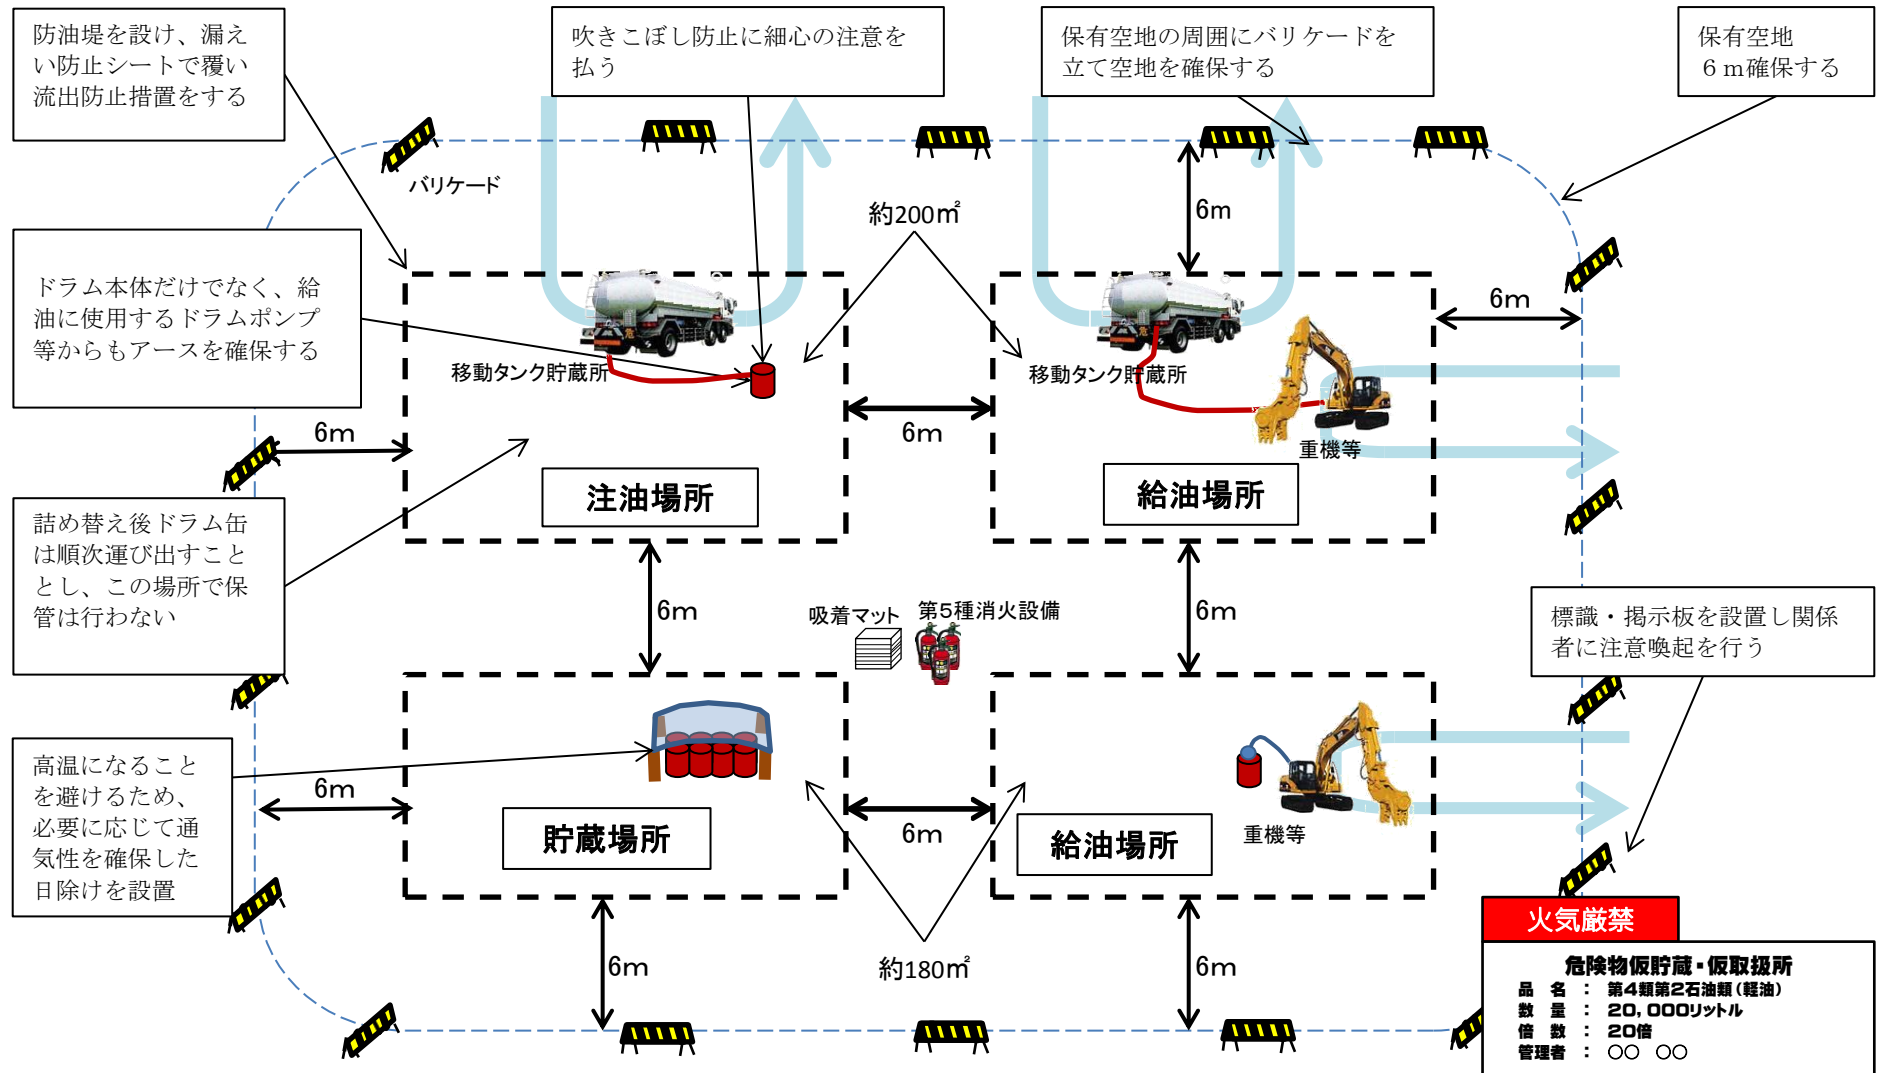 防油堤を設け、漏え
い防止シートで覆い
流出防止措置をする
吹きこぼし防止に細心の注意を
払う
保有空地の周囲にバリケードを
立て空地を確保する
保有空地
6m確保する
バリケード
約200㎡
6m
6m
ドラム本体だけでなく、給
油に使用するドラムポンプ
等からもアースを確保する
移動タンク貯蔵所
移動タンク貯蔵所
6m
6m
重機等
注油場所
給油場所
詰め替え後ドラム缶
は順次運び出すこと
とし、この場所で保
管は行わない
6m
吸着マット
第5種消火設備
6m
標識・掲示板を設置し関係
者に注意喚起を行う
高温になること
を避けるため、
必要に応じて通
気性を確保した
日除けを設置
6m
6m
重機等
貯蔵場所
給油場所
6m
約180㎡
6m
火気厳禁
危険物仮貯蔵・仮取扱所
品 名 : 第4類第2石油類(軽油)
数 量 : 20,000リットル
倍 数 : 20倍
管理者 : ○○ ○○